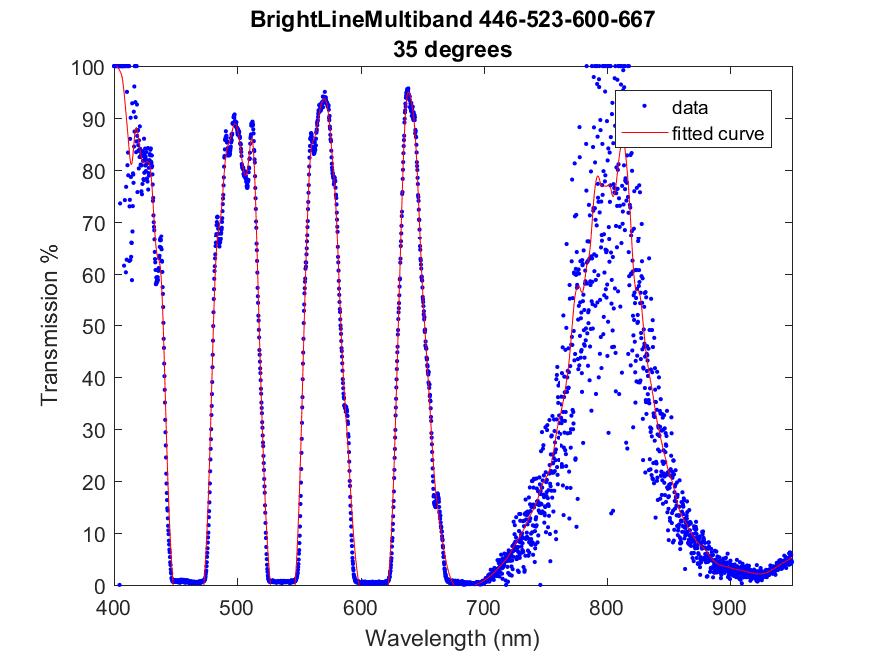 BrightLineMultiband 446-523-600-667
35 degrees
data
fitted curve
Transmission %
100
90
80
70
60
50
40
30
20
10
0
400 500 600 700 800 900
Wavelength (nm)